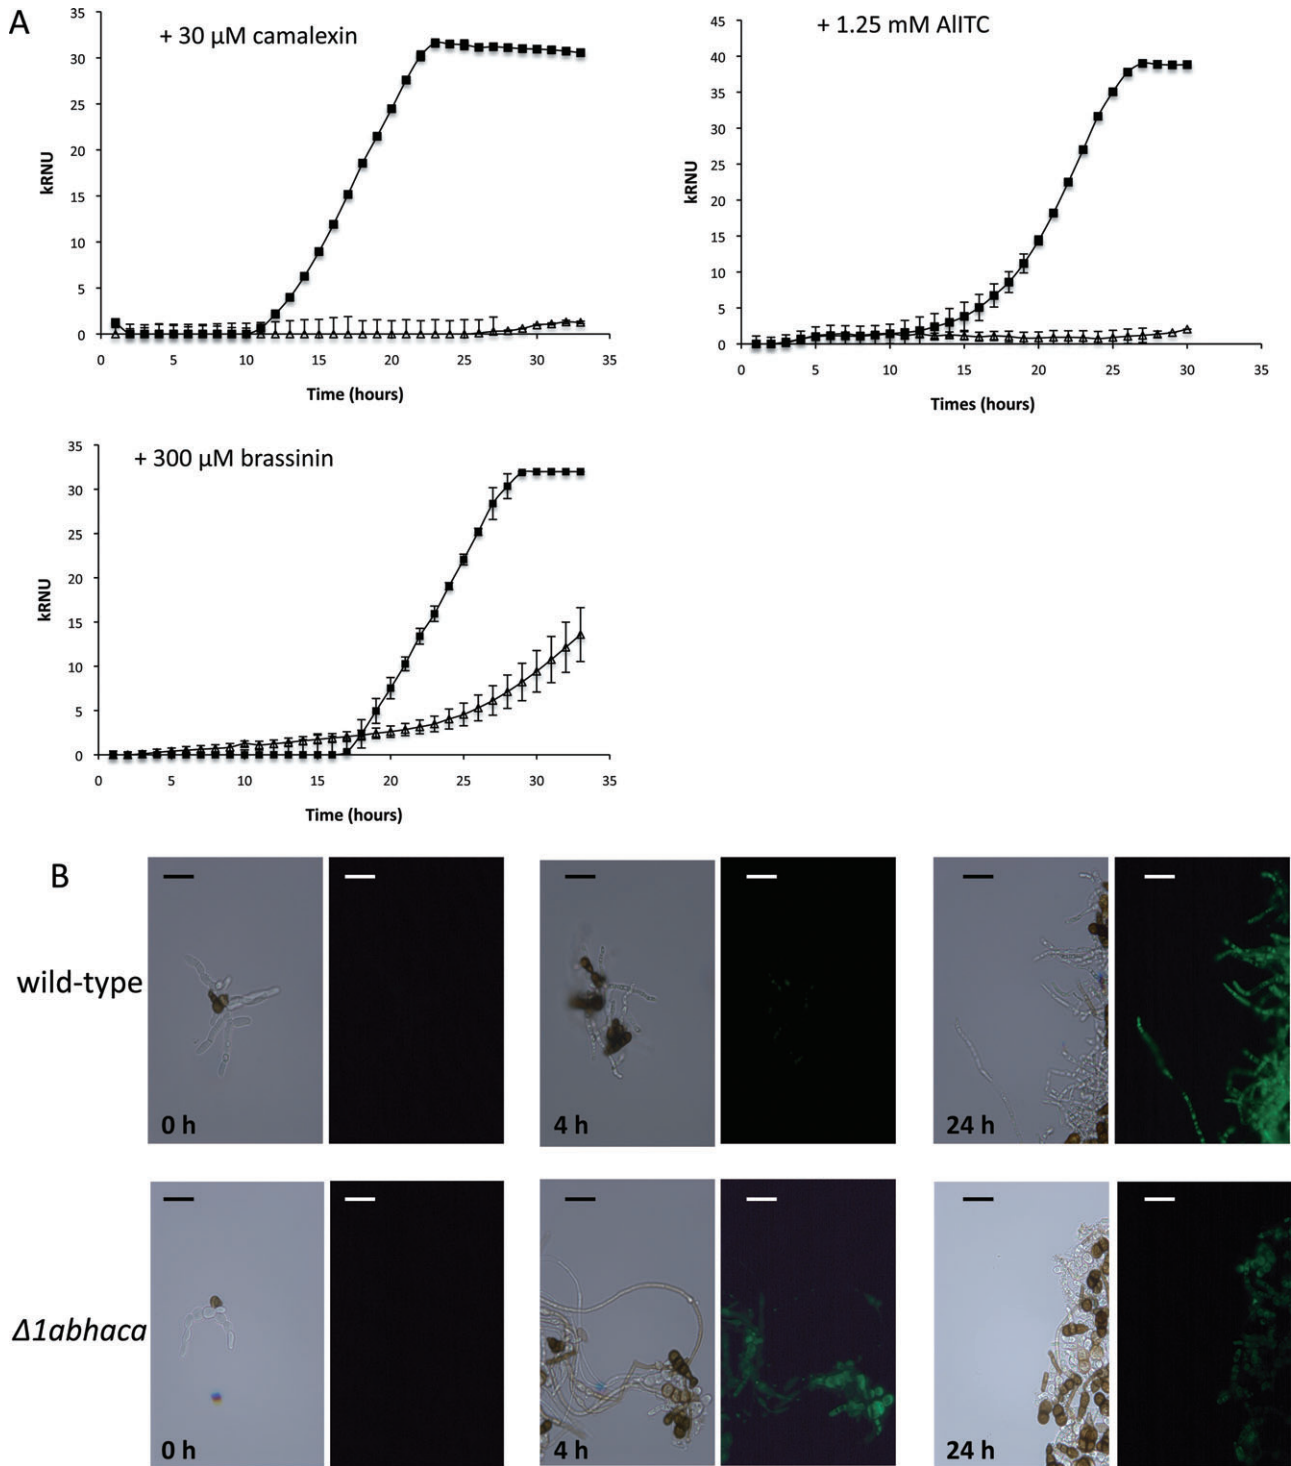 A
+ 30 µM camalexin
kRNU
35
30
25
20
15
10
5
0
0 5 10 15 20 25 30 35
Time (hours)
+ 1.25 mM AlITC
kRNU
45
40
35
30
25
20
15
10
5
0
0 5 10 15 20 25 30 35
Times (hours)
+ 300 µM brassinin
kRNU
35
30
25
20
15
10
5
0
0 5 10 15 20 25 30 35
Time (hours)
B
wild-type
0 h
4 h
24 h
Δ1abhaca
0 h
4 h
24 h